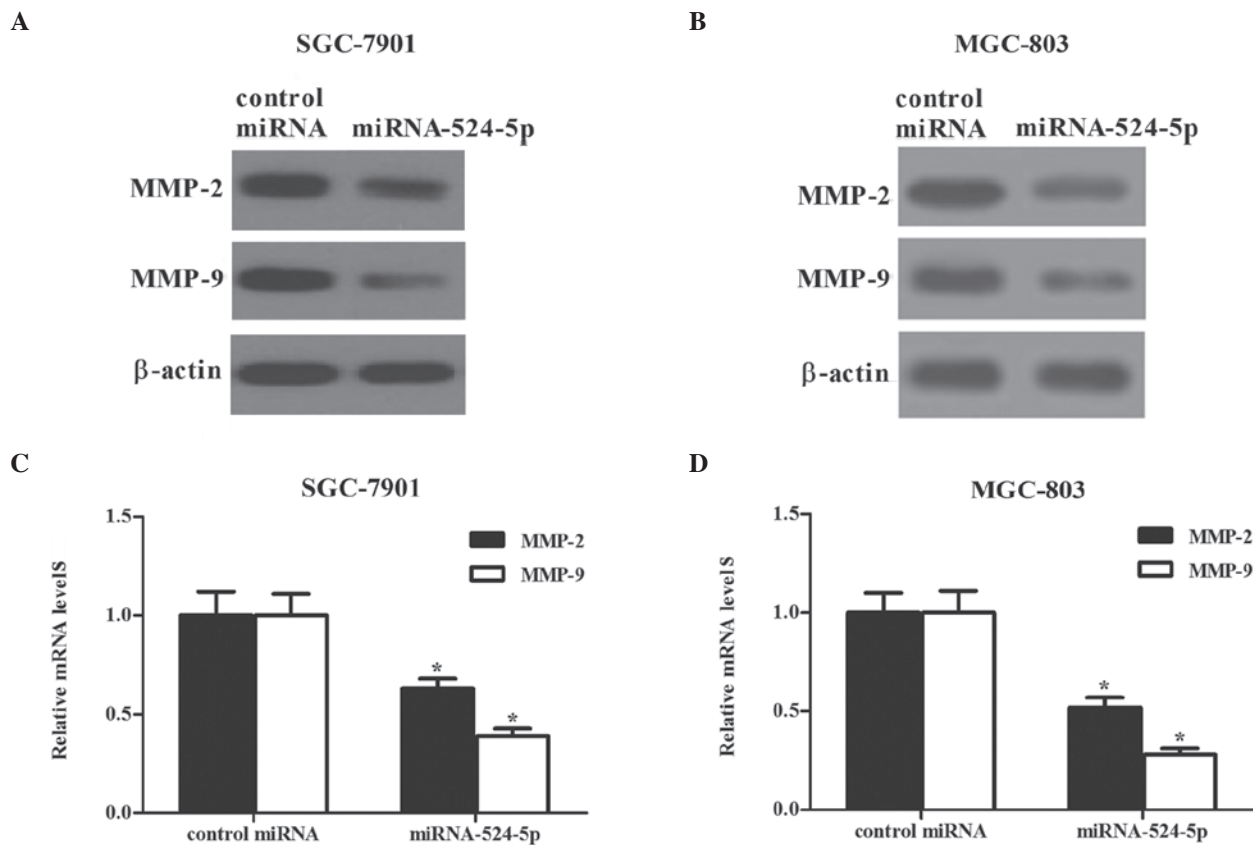 A
SGC-7901
control
miRNA
miRNA-524-5p
MMP-2
MMP-9
β-actin
B
MGC-803
control
miRNA
miRNA-524-5p
MMP-2
MMP-9
β-actin
C
SGC-7901
Relative mRNA levelS
1.5
1.0
0.5
0.0
MMP-2
MMP-9
*
*
control miRNA
miRNA-524-5p
D
MGC-803
Relative mRNA levelS
1.5
1.0
0.5
0.0
MMP-2
MMP-9
*
*
control miRNA
miRNA-524-5p